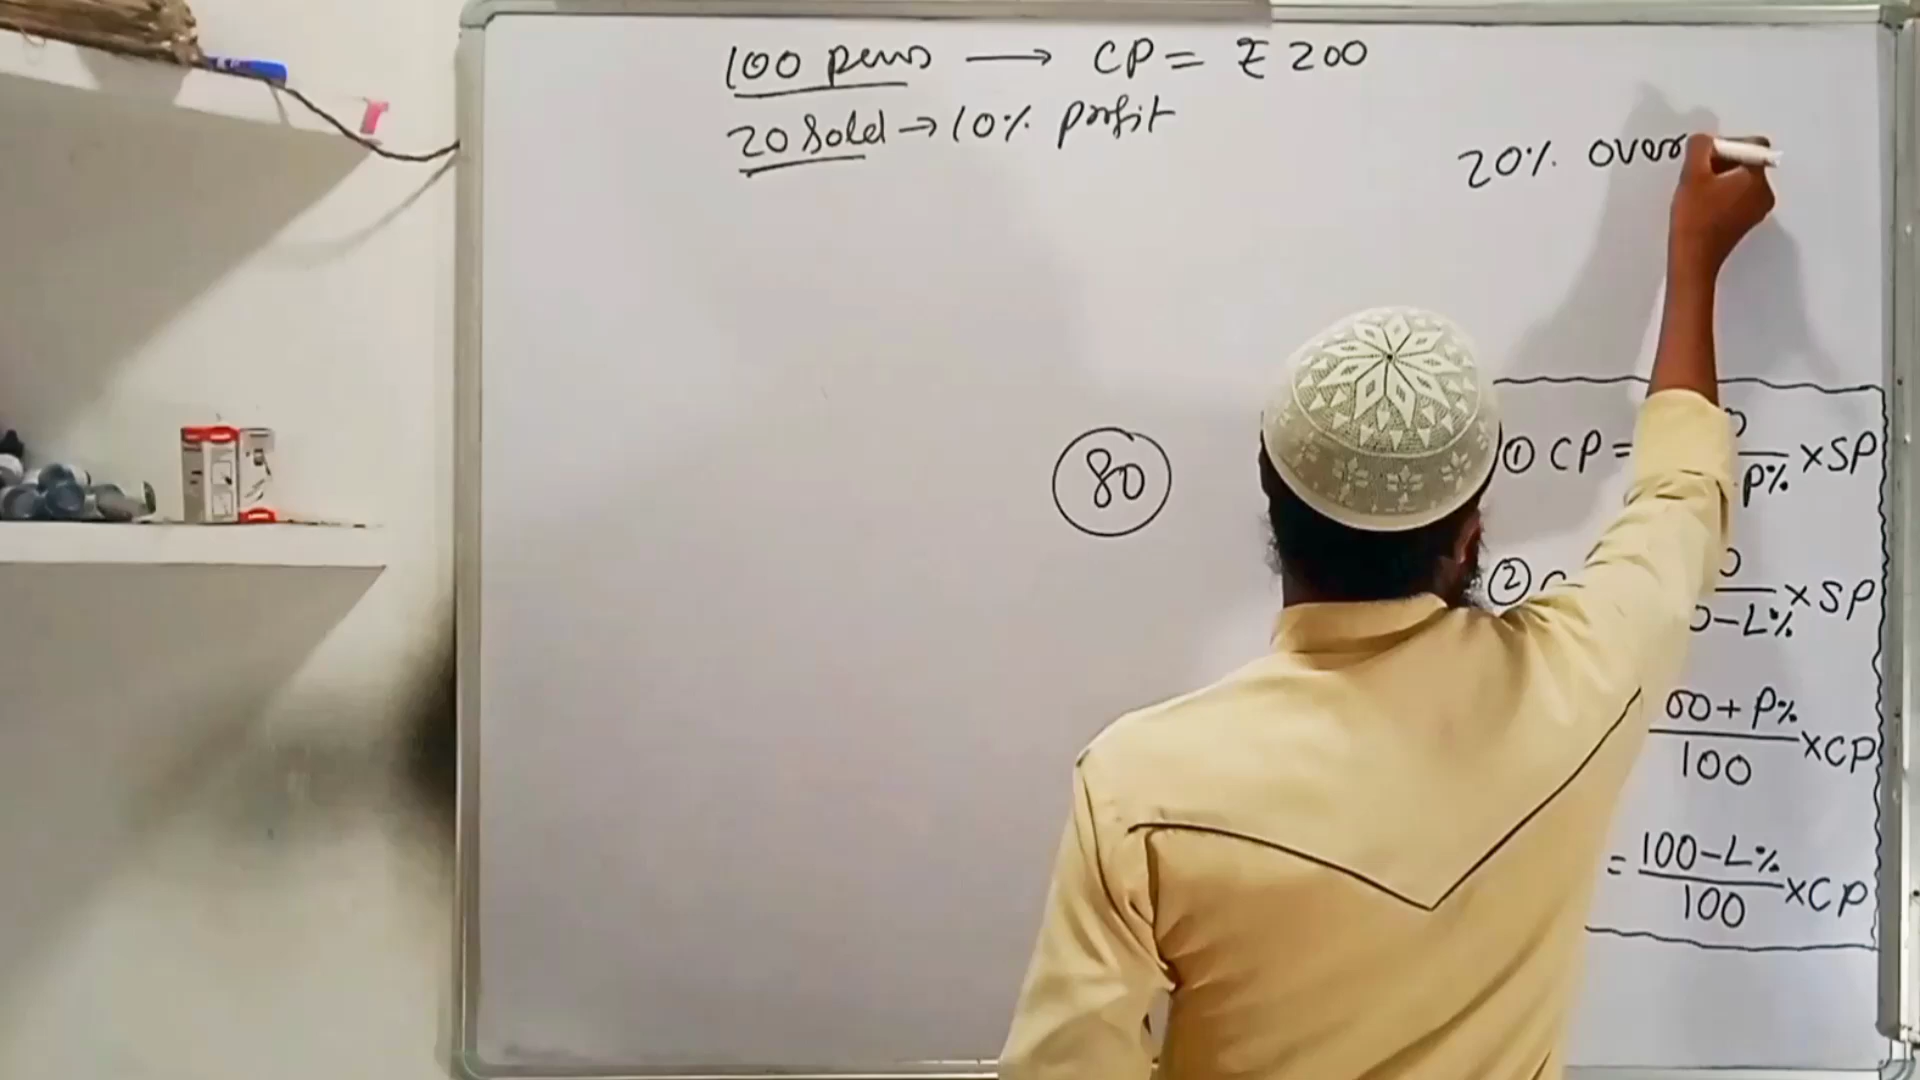 100 pens → CP = ₹ 200
20 sold → 10% profit
20% over
80
① CP =
P% × SP
②
0-L% × SP
00 + P%
100 × CP
= 100-L%
100 × CP